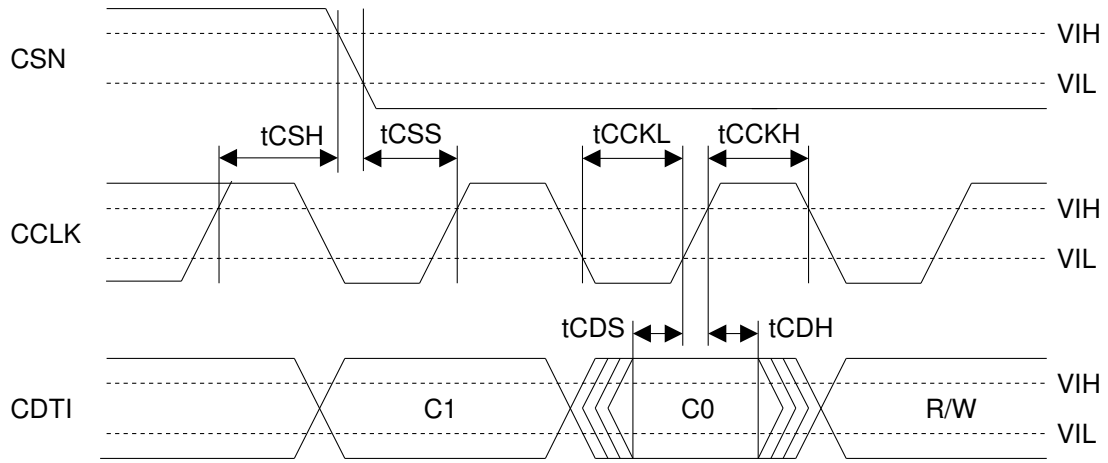 VIH
CSN
VIL
tCSH tCSS tCCKL tCCKH
VIH
CCLK
VIL
tCDS tCDH
VIH
CDTI C1 C0 R/W
VIL